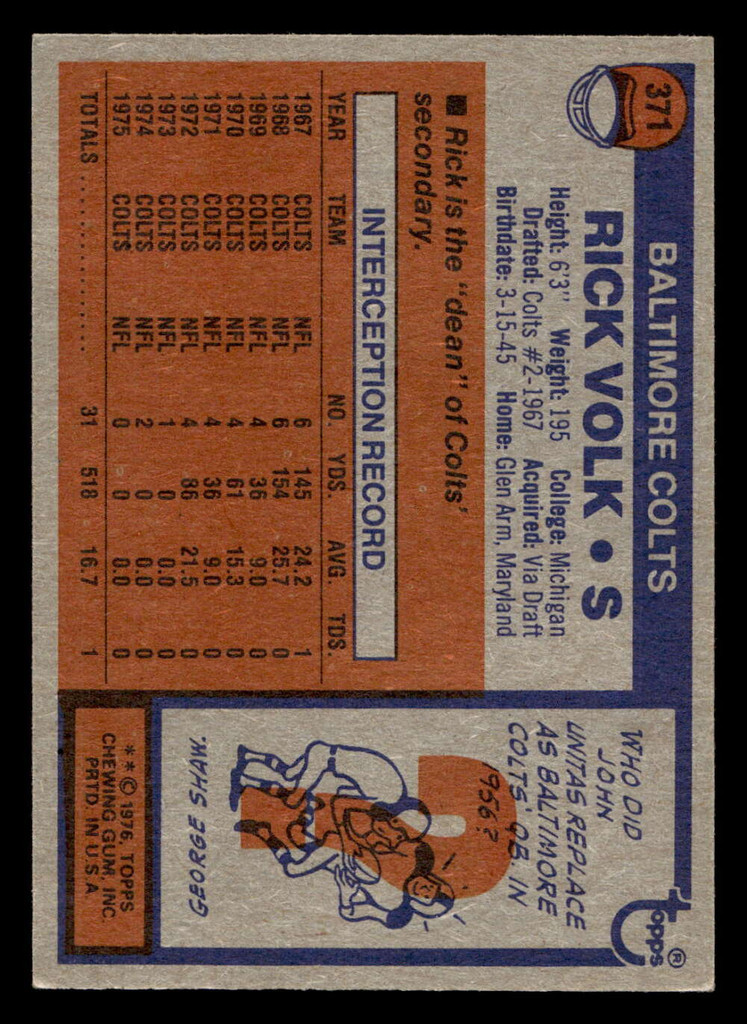 371
BALTIMORE COLTS
RICK VOLK • S
Height: 6'3" Weight: 195 College: Michigan
Drafted: Colts #2-1967 Acquired: Via Draft
Birthdate: 3-15-45 Home: Glen Arm, Maryland
■ Rick is the "dean" of Colts'
secondary.
INTERCEPTION RECORD
YEAR TEAM NO. YDS. AVG. TDS.
1967 COLTS NFL 6 145 24.2 1
1968 COLTS NFL 6 154 25.7 0
1969 COLTS NFL 4 36 9.0 0
1970 COLTS NFL 4 61 15.3 0
1971 COLTS NFL 4 36 9.0 0
1972 COLTS NFL 4 86 21.5 0
1973 COLTS NFL 1 0 0.0 0
1974 COLTS NFL 2 0 0.0 0
1975 COLTS NFL 0 0 0.0 0
TOTALS .................... 31 518 16.7 1
topps®
WHO DID
JOHN
UNITAS REPLACE
AS BALTIMORE
COLTS' QB IN
1956?
GEORGE SHAW.
** © 1976, TOPPS
CHEWING GUM, INC.
PRTD. IN U.S.A.